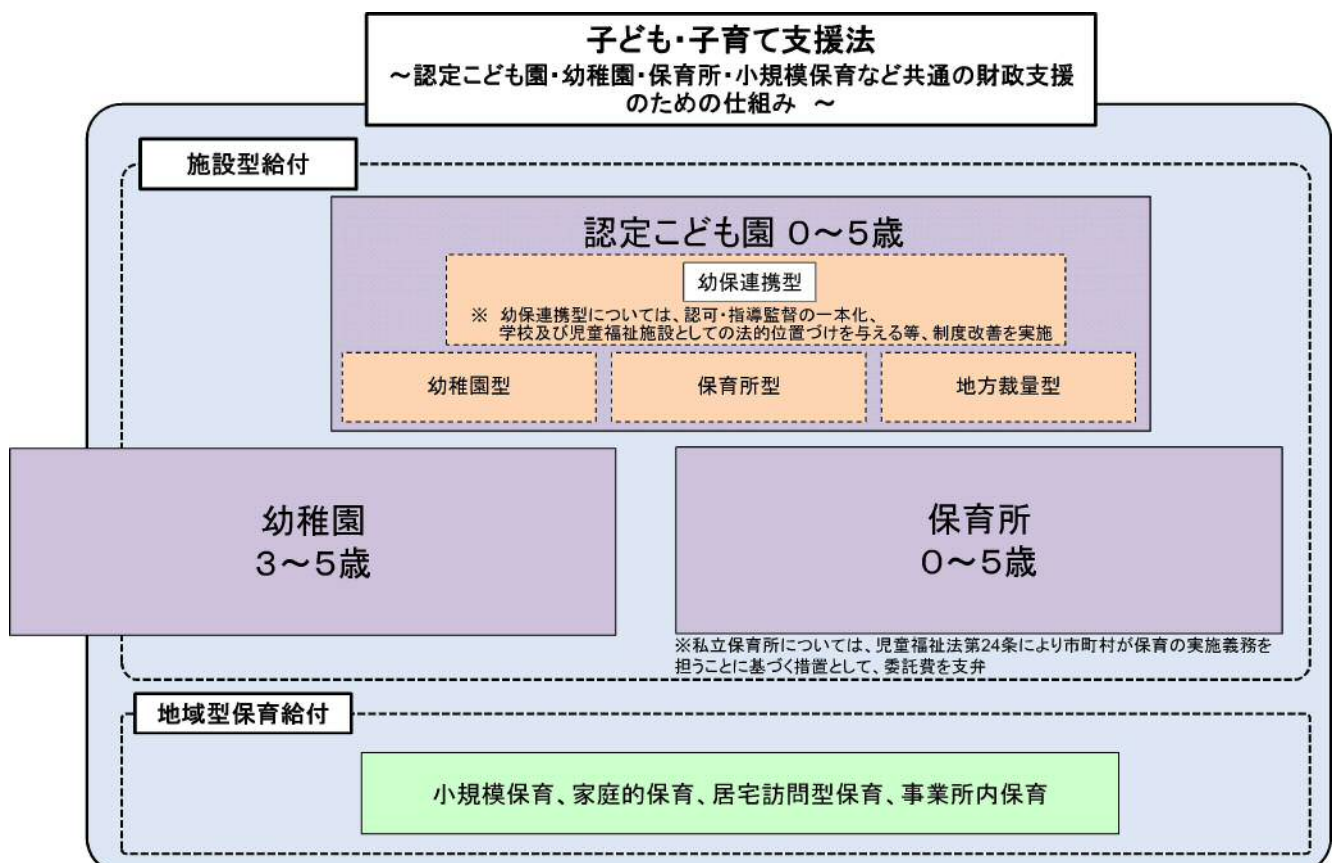 子ども・子育て支援法
～認定こども園・幼稚園・保育所・小規模保育など共通の財政支援
のための仕組み ～
施設型給付
認定こども園 ０～５歳
幼保連携型
※ 幼保連携型については、認可・指導監督の一本化、
学校及び児童福祉施設としての法的位置づけを与える等、制度改善を実施
幼稚園型
保育所型
地方裁量型
幼稚園
３～５歳
保育所
０～５歳
※私立保育所については、児童福祉法第24条により市町村が保育の実施義務を
担うことに基づく措置として、委託費を支弁
地域型保育給付
小規模保育、家庭的保育、居宅訪問型保育、事業所内保育